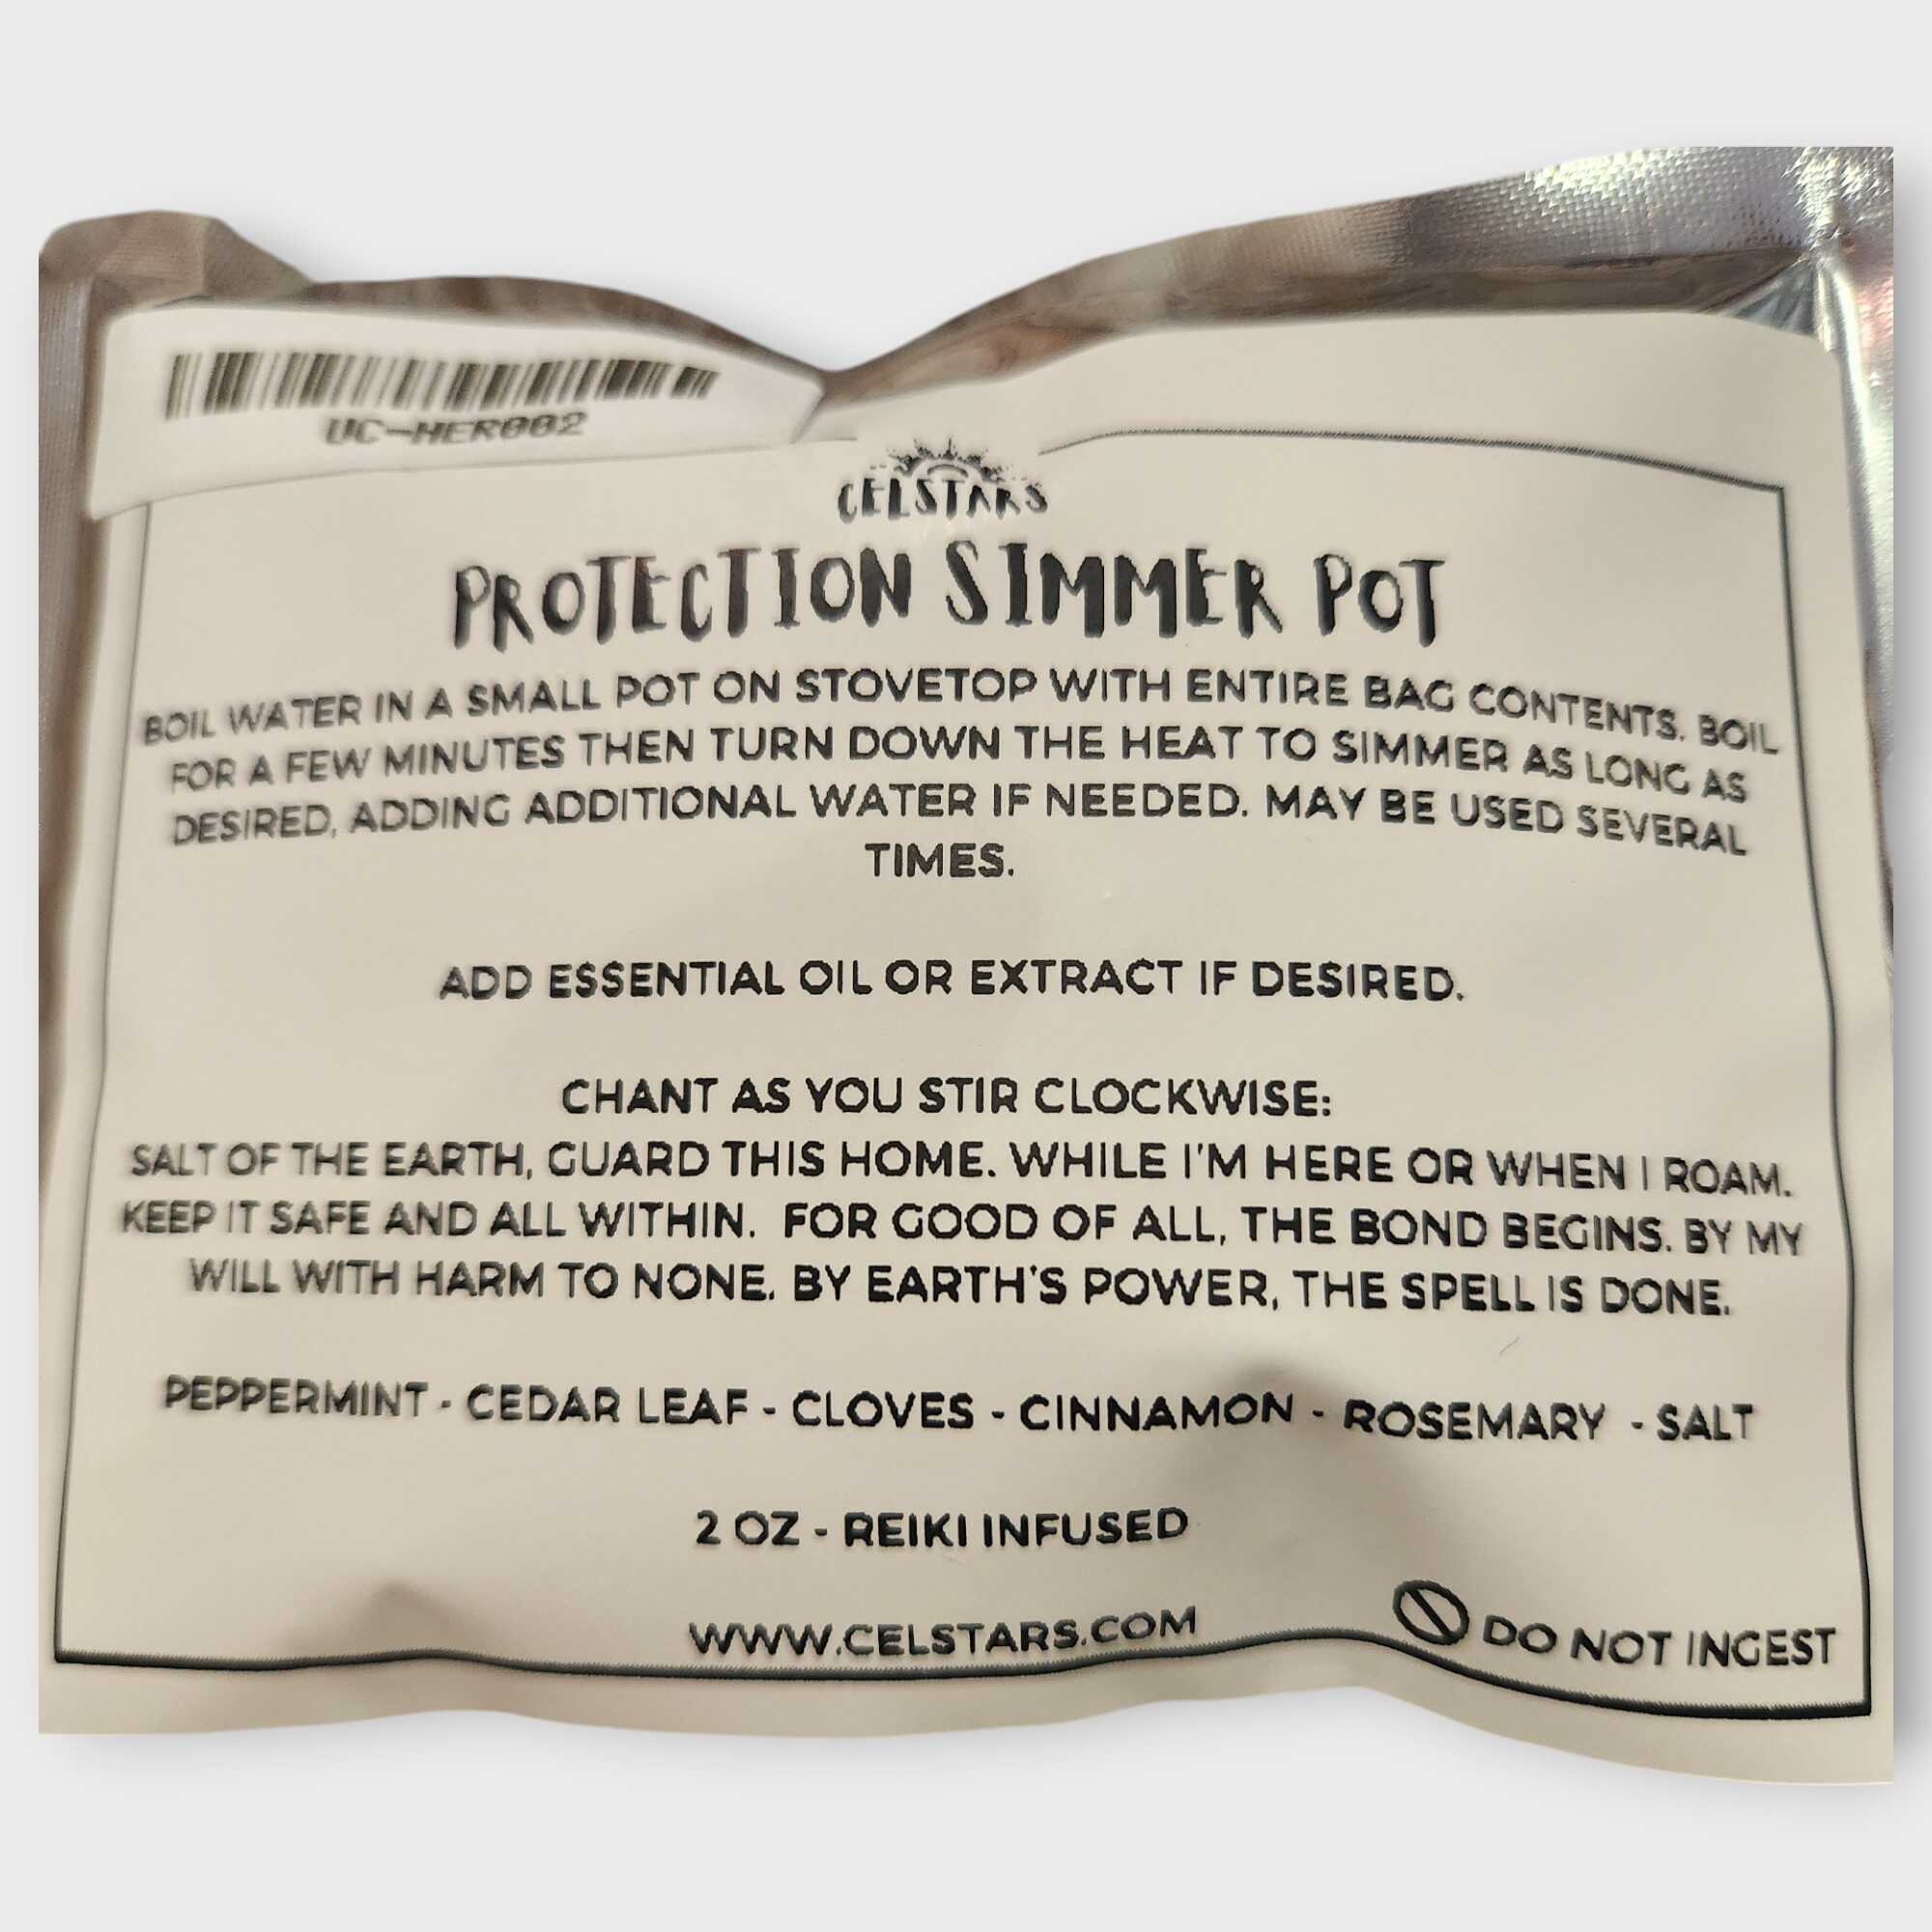 UC-HER002
CELSTARS
PROTECTION SIMMER POT
BOIL WATER IN A SMALL POT ON STOVETOP WITH ENTIRE BAG CONTENTS. BOIL
FOR A FEW MINUTES THEN TURN DOWN THE HEAT TO SIMMER AS LONG AS
DESIRED, ADDING ADDITIONAL WATER IF NEEDED. MAY BE USED SEVERAL
TIMES.
ADD ESSENTIAL OIL OR EXTRACT IF DESIRED.
CHANT AS YOU STIR CLOCKWISE:
SALT OF THE EARTH, GUARD THIS HOME. WHILE I'M HERE OR WHEN I ROAM.
KEEP IT SAFE AND ALL WITHIN. FOR GOOD OF ALL, THE BOND BEGINS. BY MY
WILL WITH HARM TO NONE. BY EARTH'S POWER, THE SPELL IS DONE.
PEPPERMINT - CEDAR LEAF - CLOVES - CINNAMON - ROSEMARY - SALT
2 OZ - REIKI INFUSED
WWW.CELSTARS.COM
DO NOT INGEST